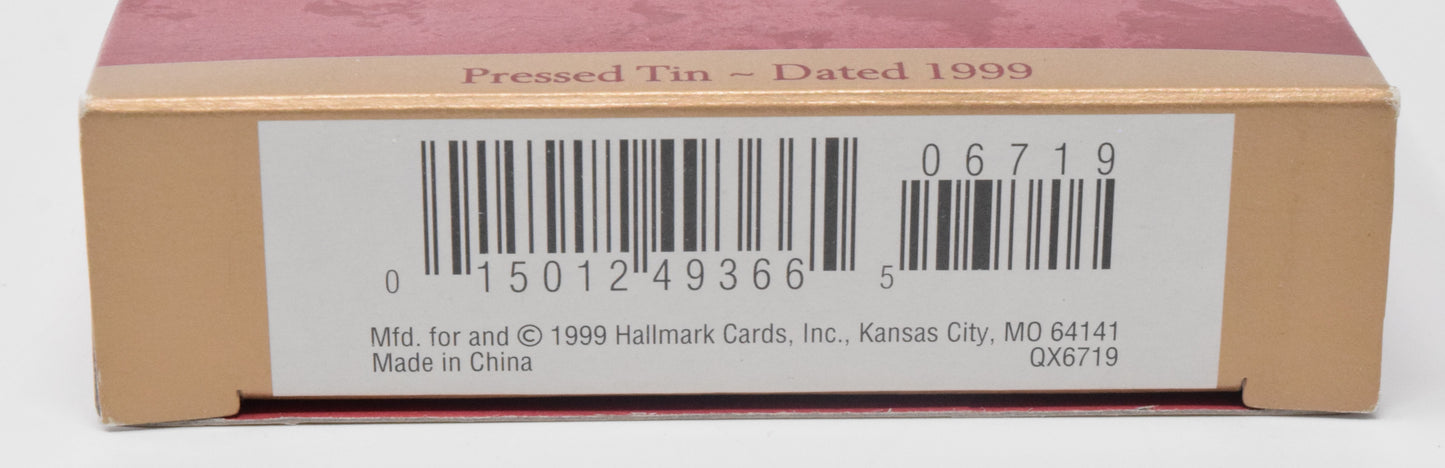 Pressed Tin ~ Dated 1999
06719
0 15012 49366 5
Mfd. for and © 1999 Hallmark Cards, Inc., Kansas City, MO 64141
Made in China QX6719